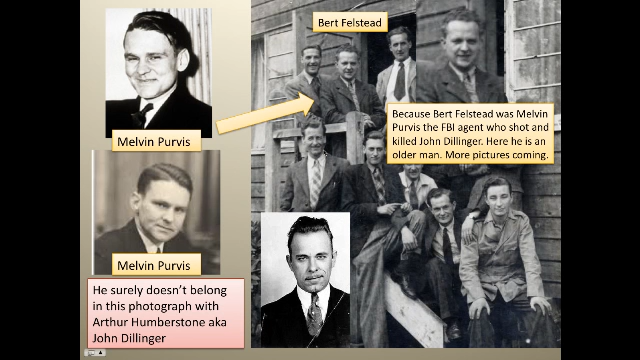 Bert Felstead
Melvin Purvis
Because Bert Felstead was Melvin
Purvis the FBI agent who shot and
killed John Dillinger. Here he is an
older man. More pictures coming.
Melvin Purvis
He surely doesn’t belong
in this photograph with
Arthur Humberstone aka
John Dillinger